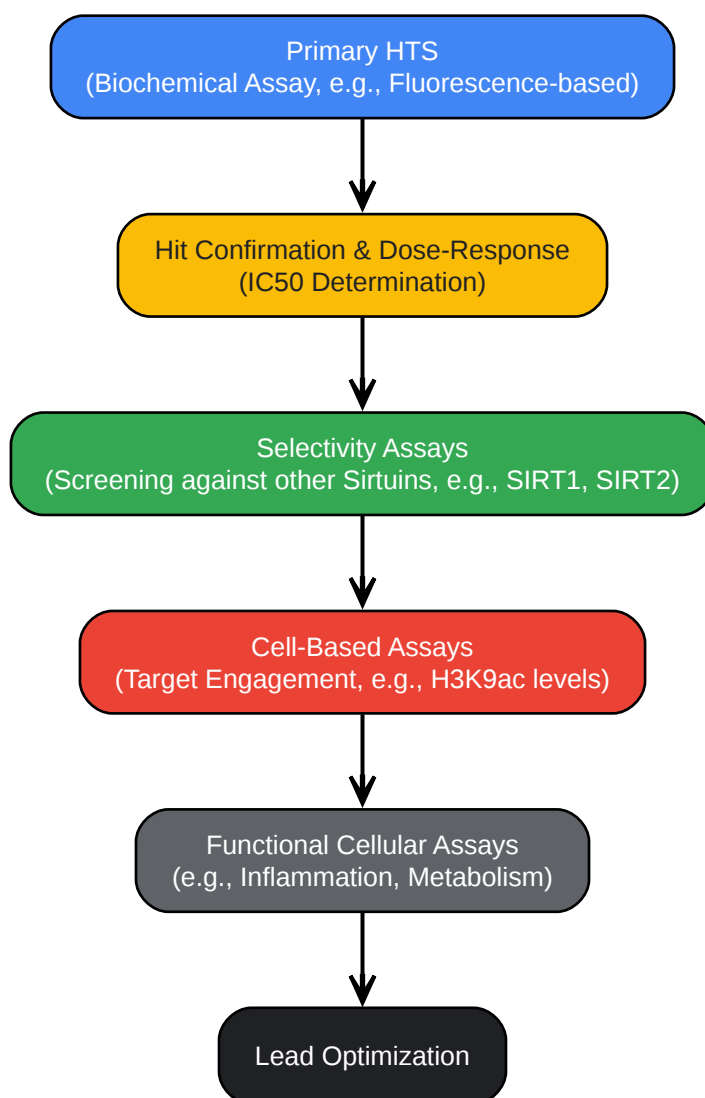 Primary HTS
(Biochemical Assay, e.g., Fluorescence-based)
Hit Confirmation & Dose-Response
(IC50 Determination)
Selectivity Assays
(Screening against other Sirtuins, e.g., SIRT1, SIRT2)
Cell-Based Assays
(Target Engagement, e.g., H3K9ac levels)
Functional Cellular Assays
(e.g., Inflammation, Metabolism)
Lead Optimization